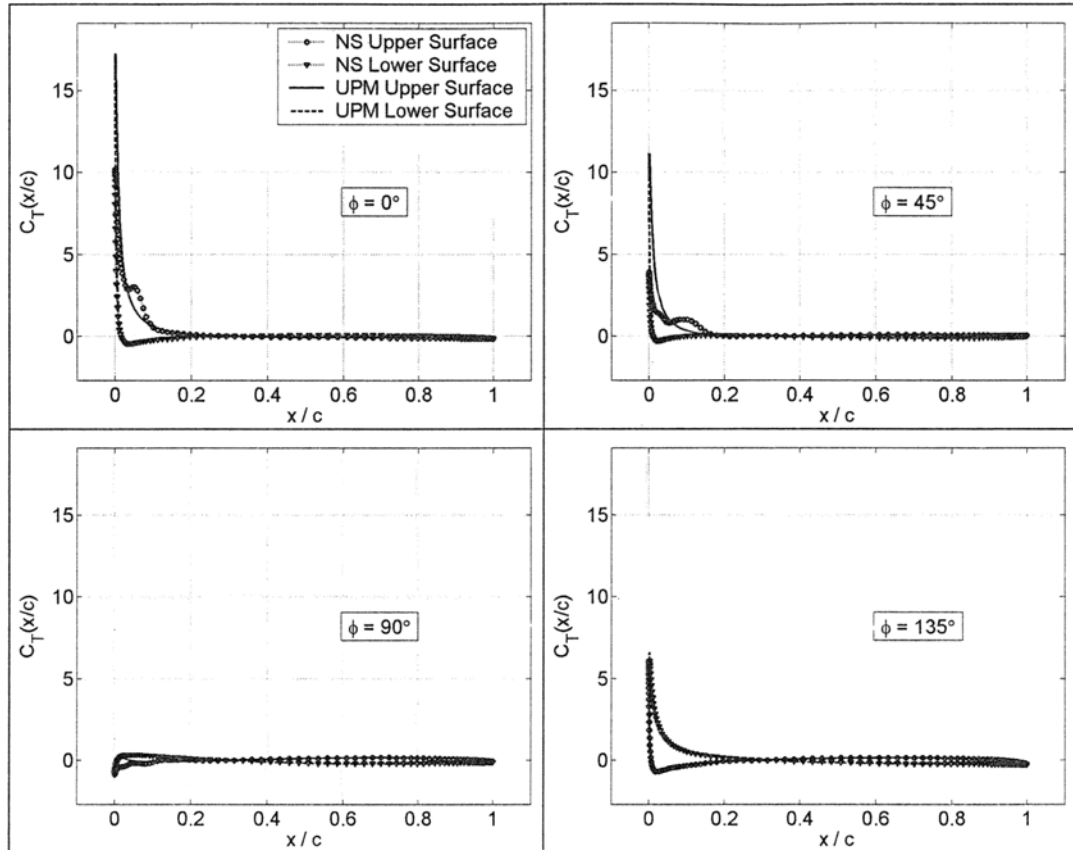 15
10
5
0
C_T(x/c)
NS Upper Surface
NS Lower Surface
UPM Upper Surface
UPM Lower Surface
ϕ = 0°
0 0.2 0.4 0.6 0.8 1
x / c
15
10
5
0
C_T(x/c)
ϕ = 45°
0 0.2 0.4 0.6 0.8 1
x / c
15
10
5
0
C_T(x/c)
ϕ = 90°
0 0.2 0.4 0.6 0.8 1
x / c
15
10
5
0
C_T(x/c)
ϕ = 135°
0 0.2 0.4 0.6 0.8 1
x / c